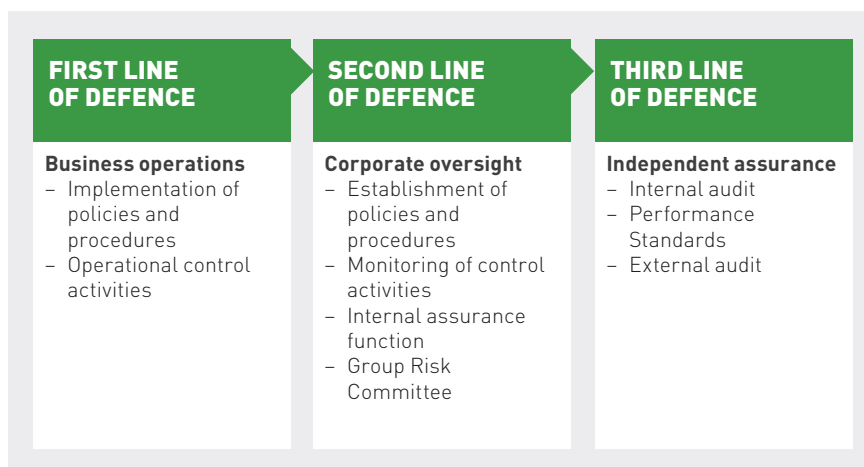 FIRST LINE
OF DEFENCE
Business operations
– Implementation of
policies and
procedures
– Operational control
activities
SECOND LINE
OF DEFENCE
Corporate oversight
– Establishment of
policies and
procedures
– Monitoring of control
activities
– Internal assurance
function
– Group Risk
Committee
THIRD LINE
OF DEFENCE
Independent assurance
– Internal audit
– Performance
Standards
– External audit